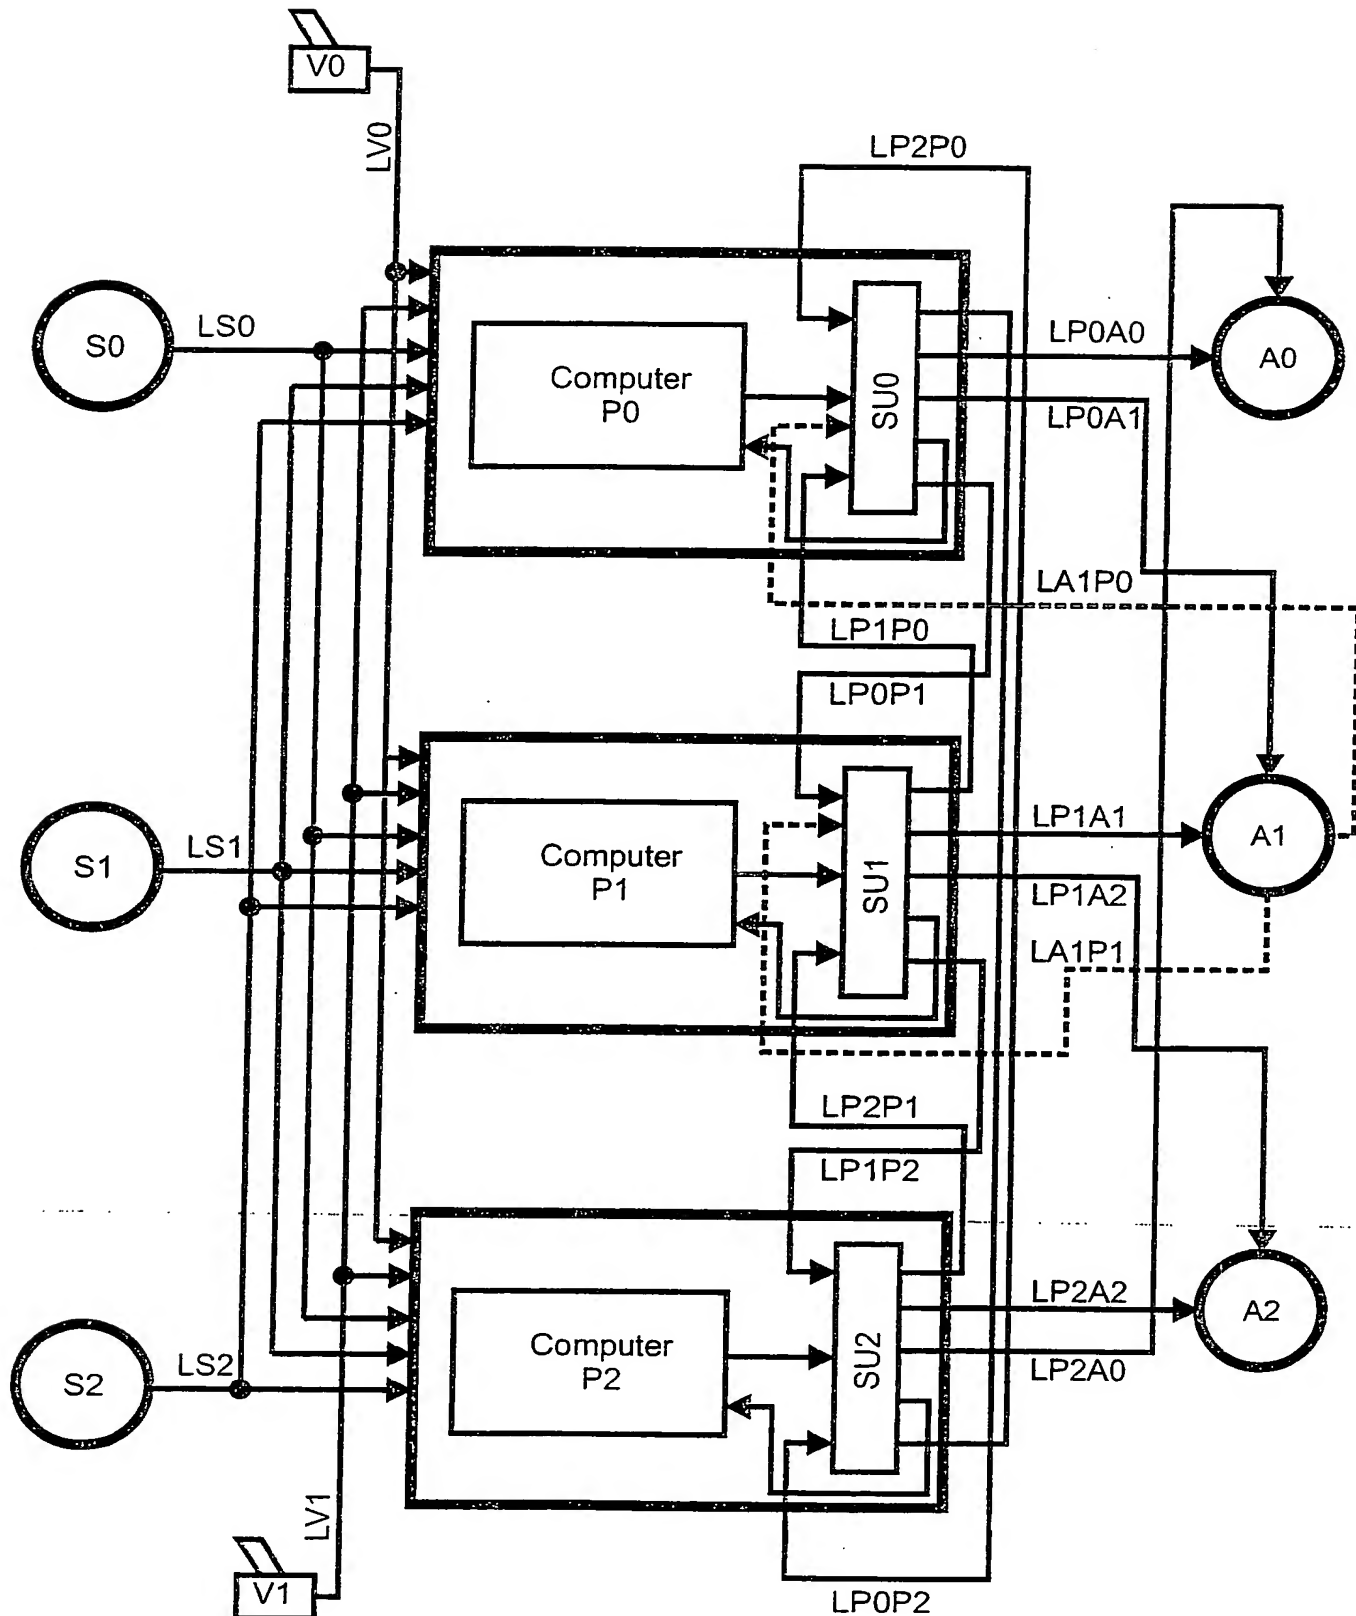 V0
LV0
LP2P0
S0
LS0
Computer
P0
SU0
LP0A0
A0
LP0A1
LA1P0
LP1P0
LP0P1
S1
LS1
Computer
P1
SU1
LP1A1
A1
LP1A2
LA1P1
LP2P1
LP1P2
S2
LS2
Computer
P2
SU2
LP2A2
A2
LP2A0
LV1
V1
LP0P2